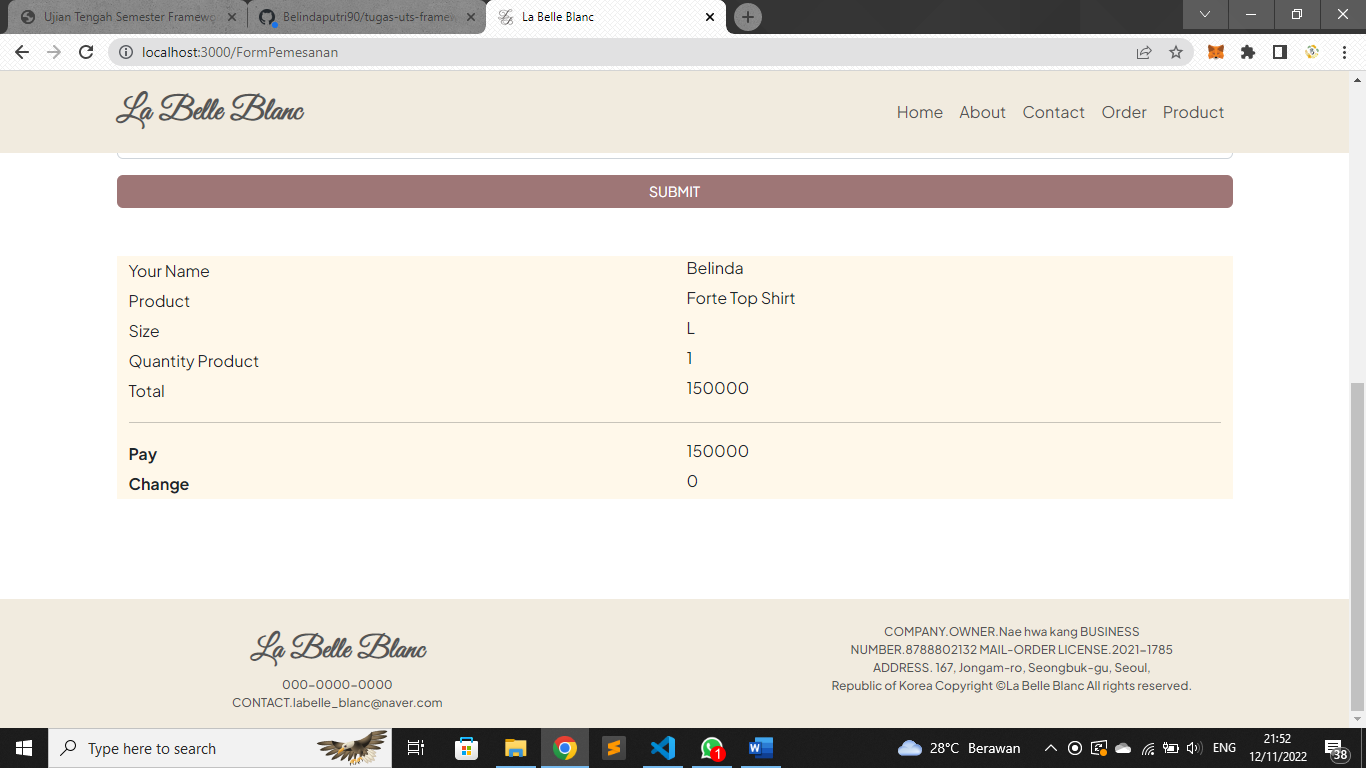 Ujian Tengah Semester Framewo
Belindaputri90/tugas-uts-framew
La Belle Blanc
localhost:3000/FormPemesanan
La Belle Blanc
Home About Contact Order Product
SUBMIT
Your Name Belinda
Product Forte Top Shirt
Size L
Quantity Product 1
Total 150000
Pay 150000
Change 0
La Belle Blanc
000-0000-0000
CONTACT.labelle_blanc@naver.com
COMPANY.OWNER.Nae hwa kang BUSINESS
NUMBER.8788802132 MAIL-ORDER LICENSE.2021-1785
ADDRESS. 167, Jongam-ro, Seongbuk-gu, Seoul,
Republic of Korea Copyright ©La Belle Blanc All rights reserved.
Type here to search
1
28°C Berawan
ENG
21:52
12/11/2022
38